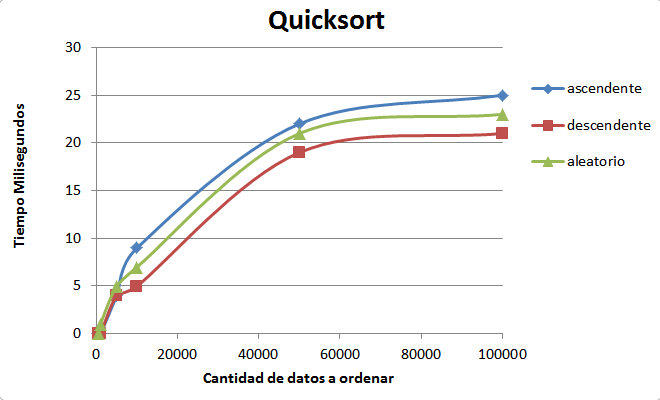 Quicksort
30
25
20
15
10
5
0
Tiempo Milisegundos
0 20000 40000 60000 80000 100000
Cantidad de datos a ordenar
ascendente
descendente
aleatorio